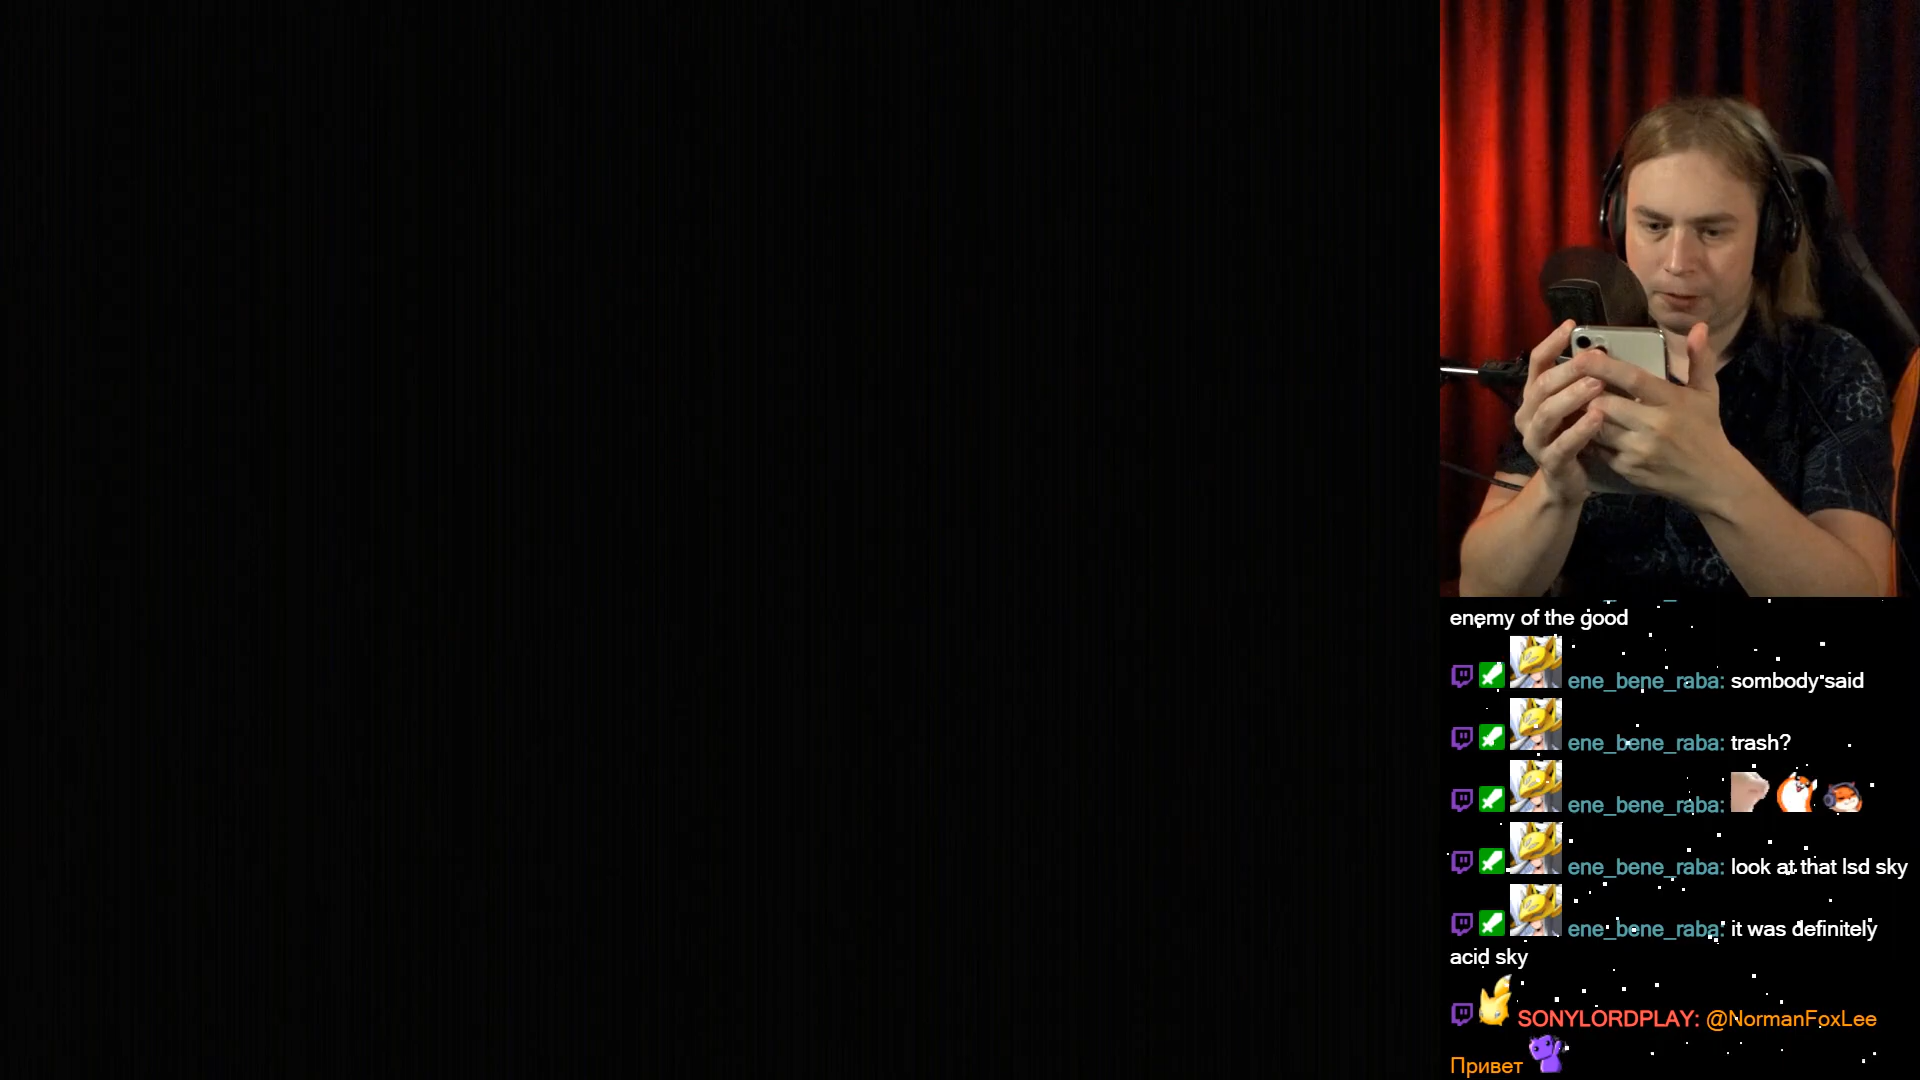 enemy of the good
ene_bene_raba: sombody said
ene_bene_raba: trash?
ene_bene_raba:
ene_bene_raba: look at that lsd sky
ene_bene_raba: it was definitely
acid sky
SONYLORDPLAY: @NormanFoxLee
Привет